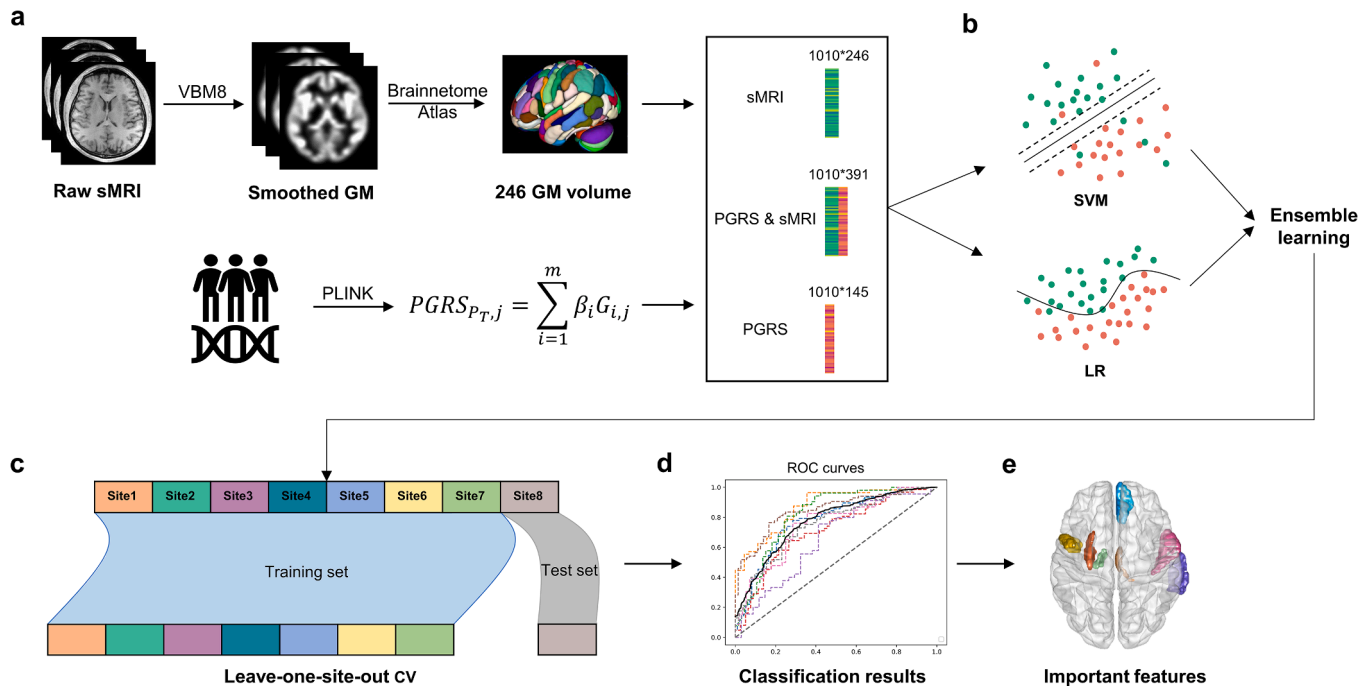 a
Raw sMRI
VBM8
Smoothed GM
Brainnetome
Atlas
246 GM volume
PLINK
PGRS_{P_T,j} = \sum_{i=1}^{m} β_i G_{i,j}
1010*246
sMRI
1010*391
PGRS & sMRI
1010*145
PGRS
b
SVM
LR
Ensemble
learning
c
Site1 Site2 Site3 Site4 Site5 Site6 Site7 Site8
Training set
Test set
Leave-one-site-out CV
d
ROC curves
1.0
0.8
0.6
0.4
0.2
0.0
0.0 0.2 0.4 0.6 0.8 1.0
Classification results
e
Important features